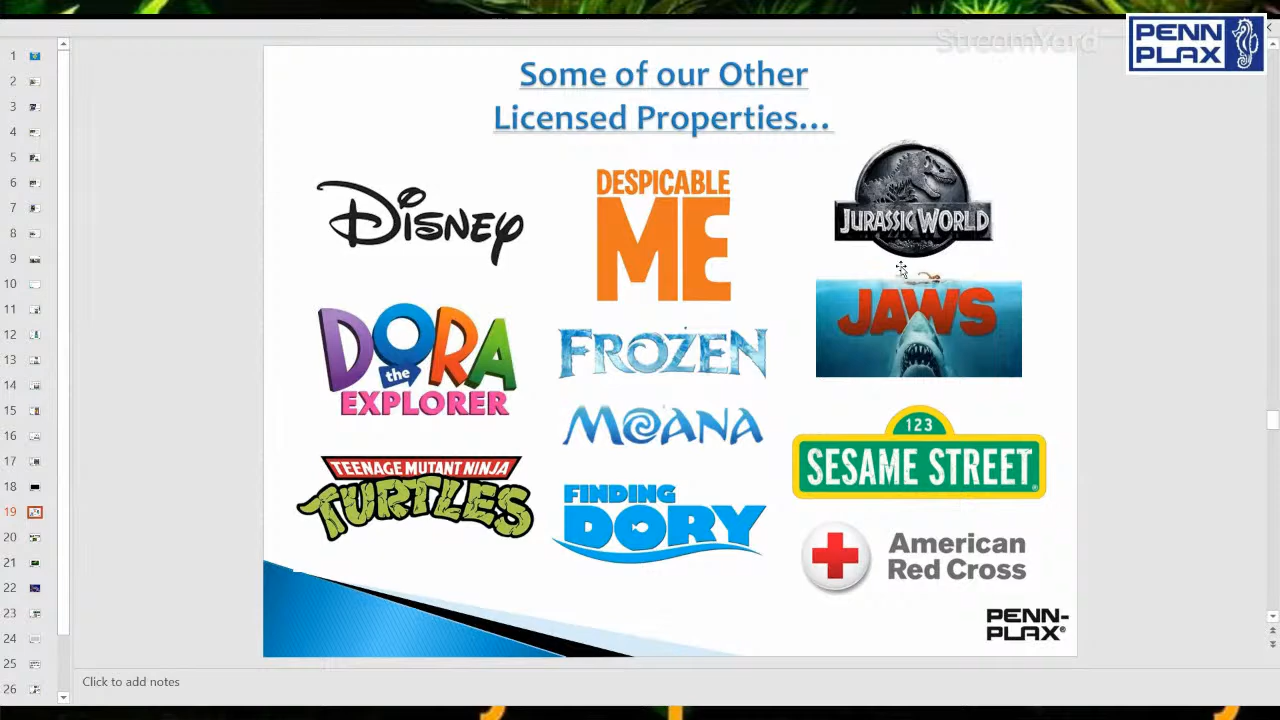 StreamYard
PENN
PLAX
Some of our Other
Licensed Properties...
Disney
DESPICABLE
ME
JURASSIC WORLD
JAWS
DORA
the
EXPLORER
FROZEN
MOANA
123
SESAME STREET
TEENAGE MUTANT NINJA
TURTLES
FINDING
DORY
American
Red Cross
PENN-
PLAX®
1
2
3
4
5
6
7
8
9
10
11
12
13
14
15
16
17
18
19
20
21
22
23
24
25
26
Click to add notes